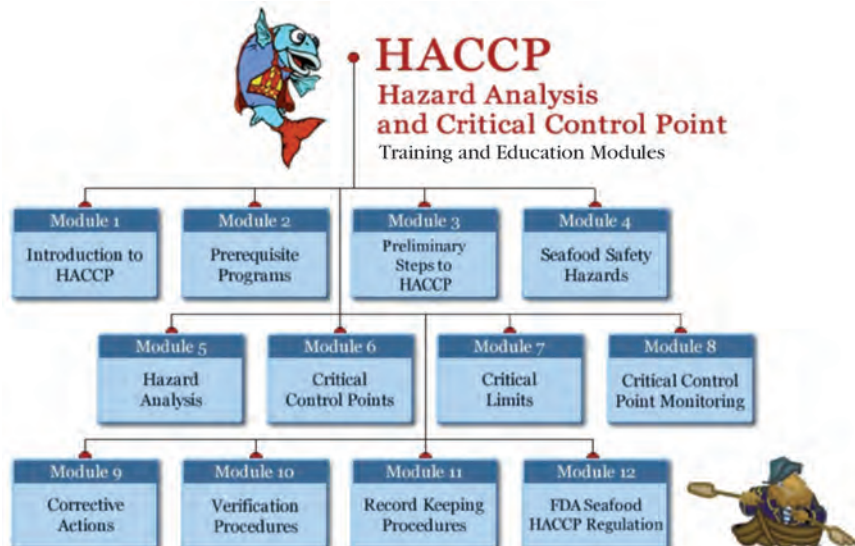 HACCP
Hazard Analysis
and Critical Control Point
Training and Education Modules
Module 1
Introduction to
HACCP
Module 2
Prerequisite
Programs
Module 3
Preliminary
Steps to
HACCP
Module 4
Seafood Safety
Hazards
Module 5
Hazard
Analysis
Module 6
Critical
Control Points
Module 7
Critical
Limits
Module 8
Critical Control
Point Monitoring
Module 9
Corrective
Actions
Module 10
Verification
Procedures
Module 11
Record Keeping
Procedures
Module 12
FDA Seafood
HACCP Regulation